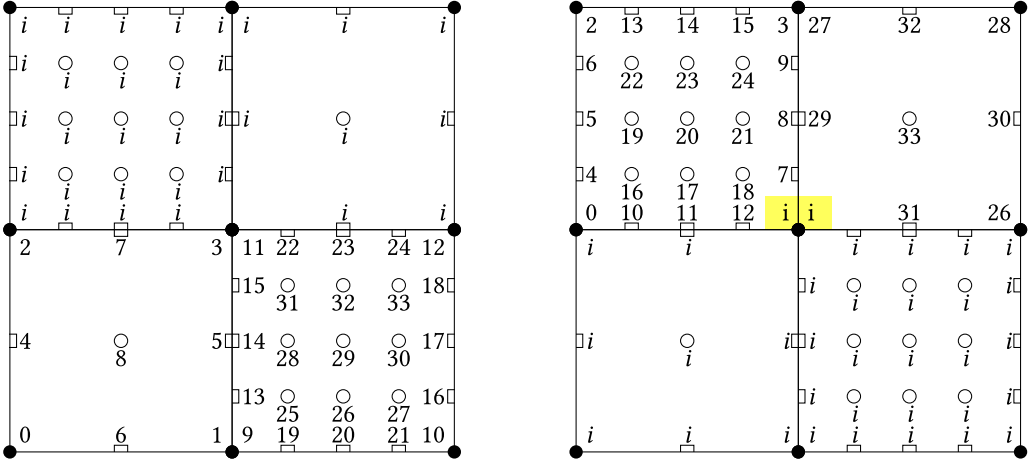 i i i i i i i i 2 13 14 15 3 27 32 28
i i 6 9
i i i 22 23 24
i i i i 5 8 29 30
i i i i 19 20 21 33
i i 4 7
i i i 16 17 18
i i i i i i i 0 10 11 12 i i 31 26
2 7 3 11 22 23 24 12 i i i i i
15 18 i i
31 32 33 i i i
4 5 14 17 i i i i
8 28 29 30 i i i i
13 16 i i
25 26 27 i i i
0 6 1 9 19 20 21 10 i i i i i i i i